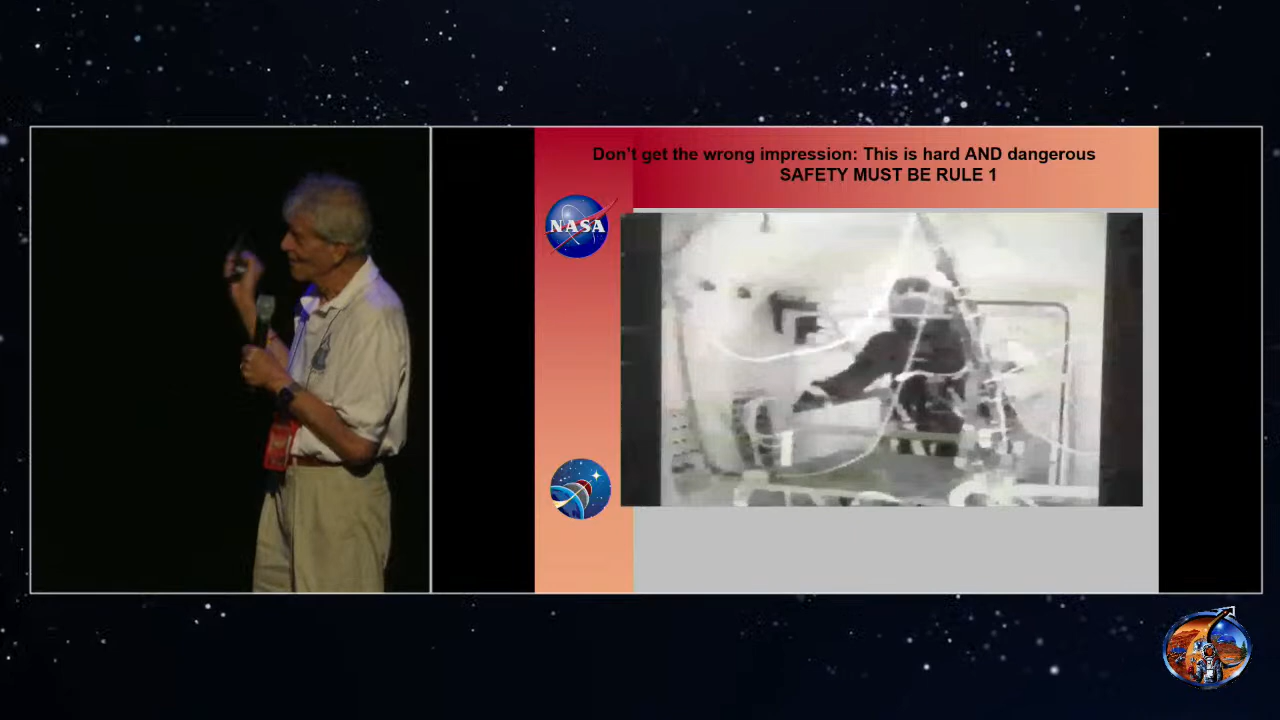 Don't get the wrong impression: This is hard AND dangerous
SAFETY MUST BE RULE 1
NASA